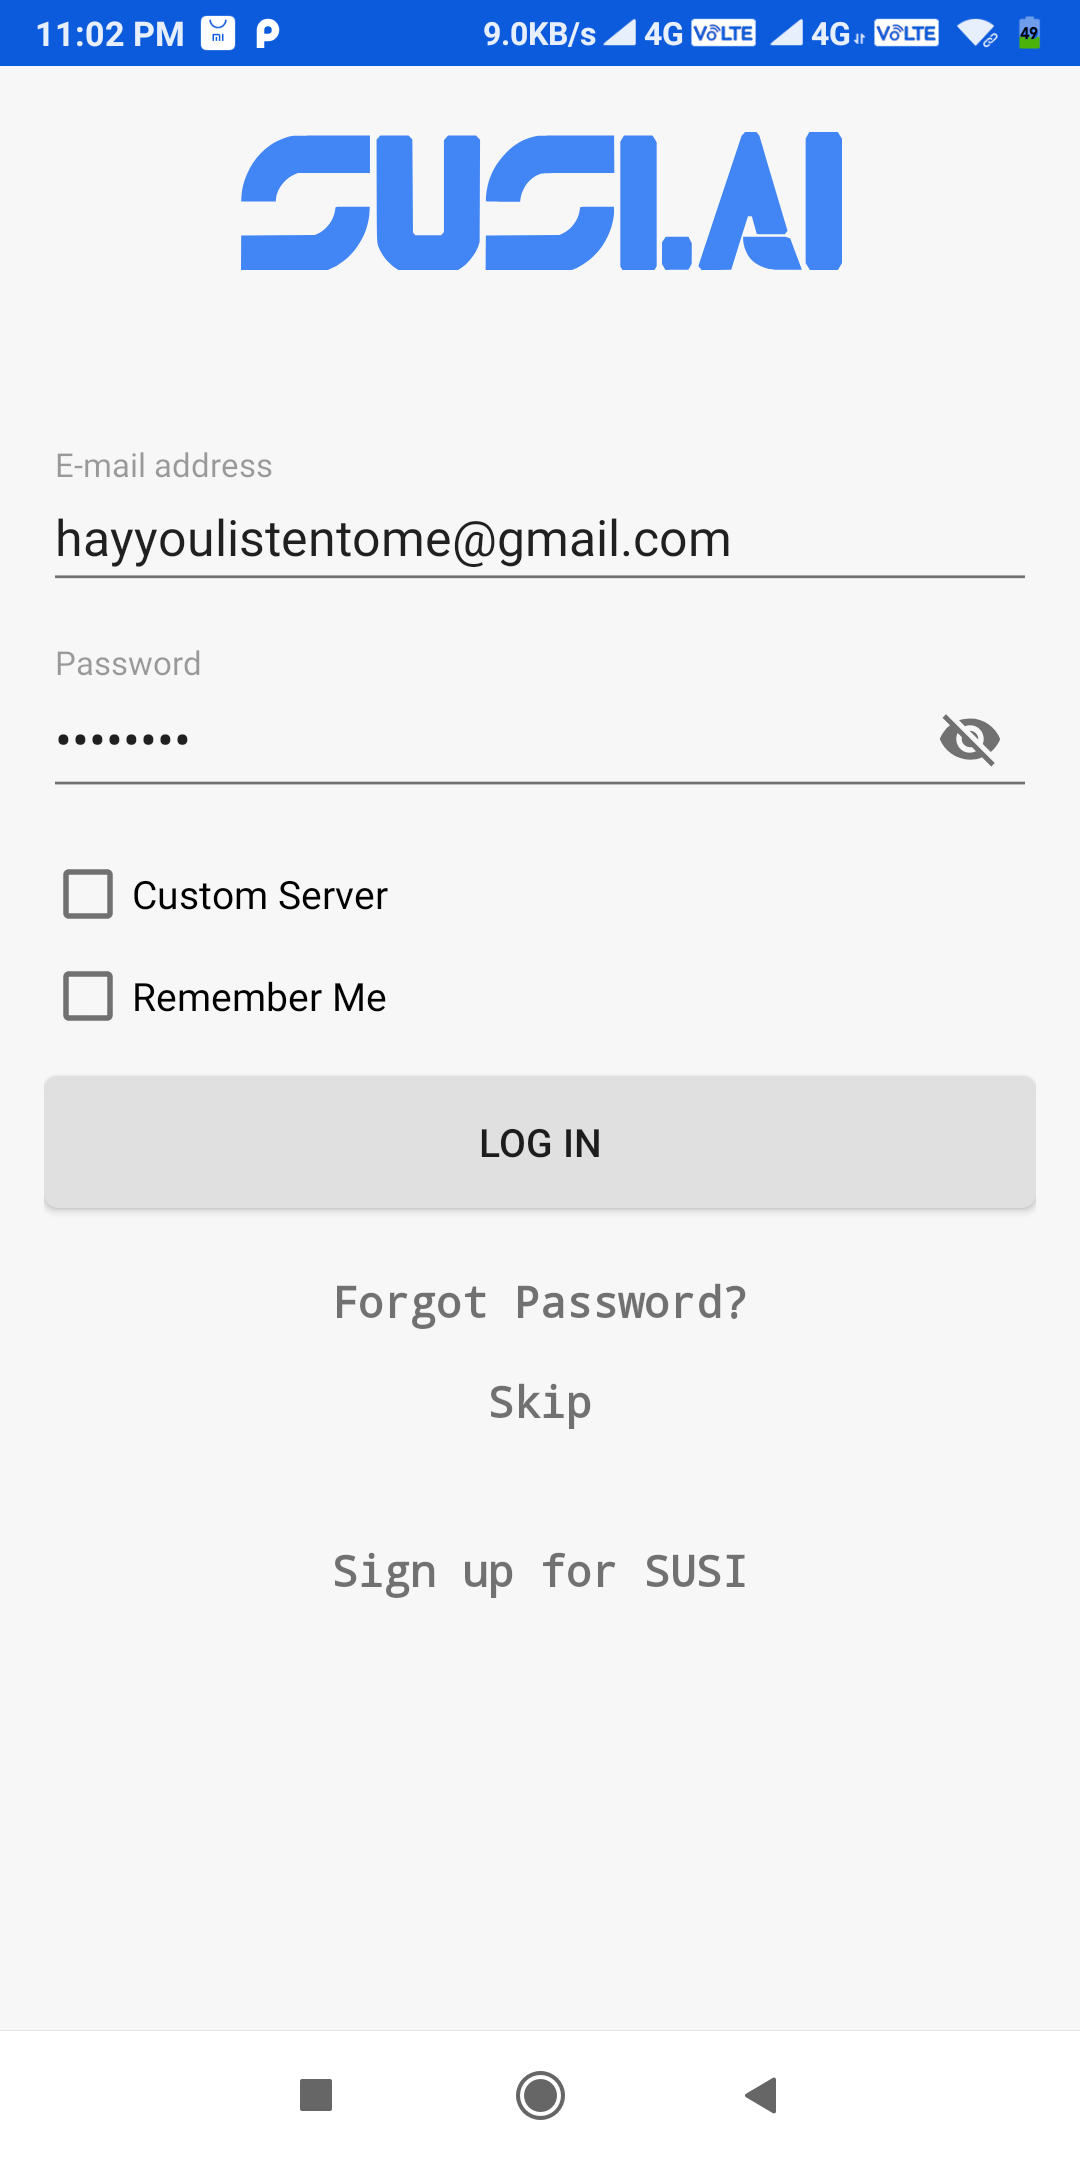 11:02 PM mi 9.0KB/s 4G VoLTE 4G VoLTE 49
SUSI.AI
E-mail address
hayyoulistentome@gmail.com
Password
••••••••
Custom Server
Remember Me
LOG IN
Forgot Password?
Skip
Sign up for SUSI